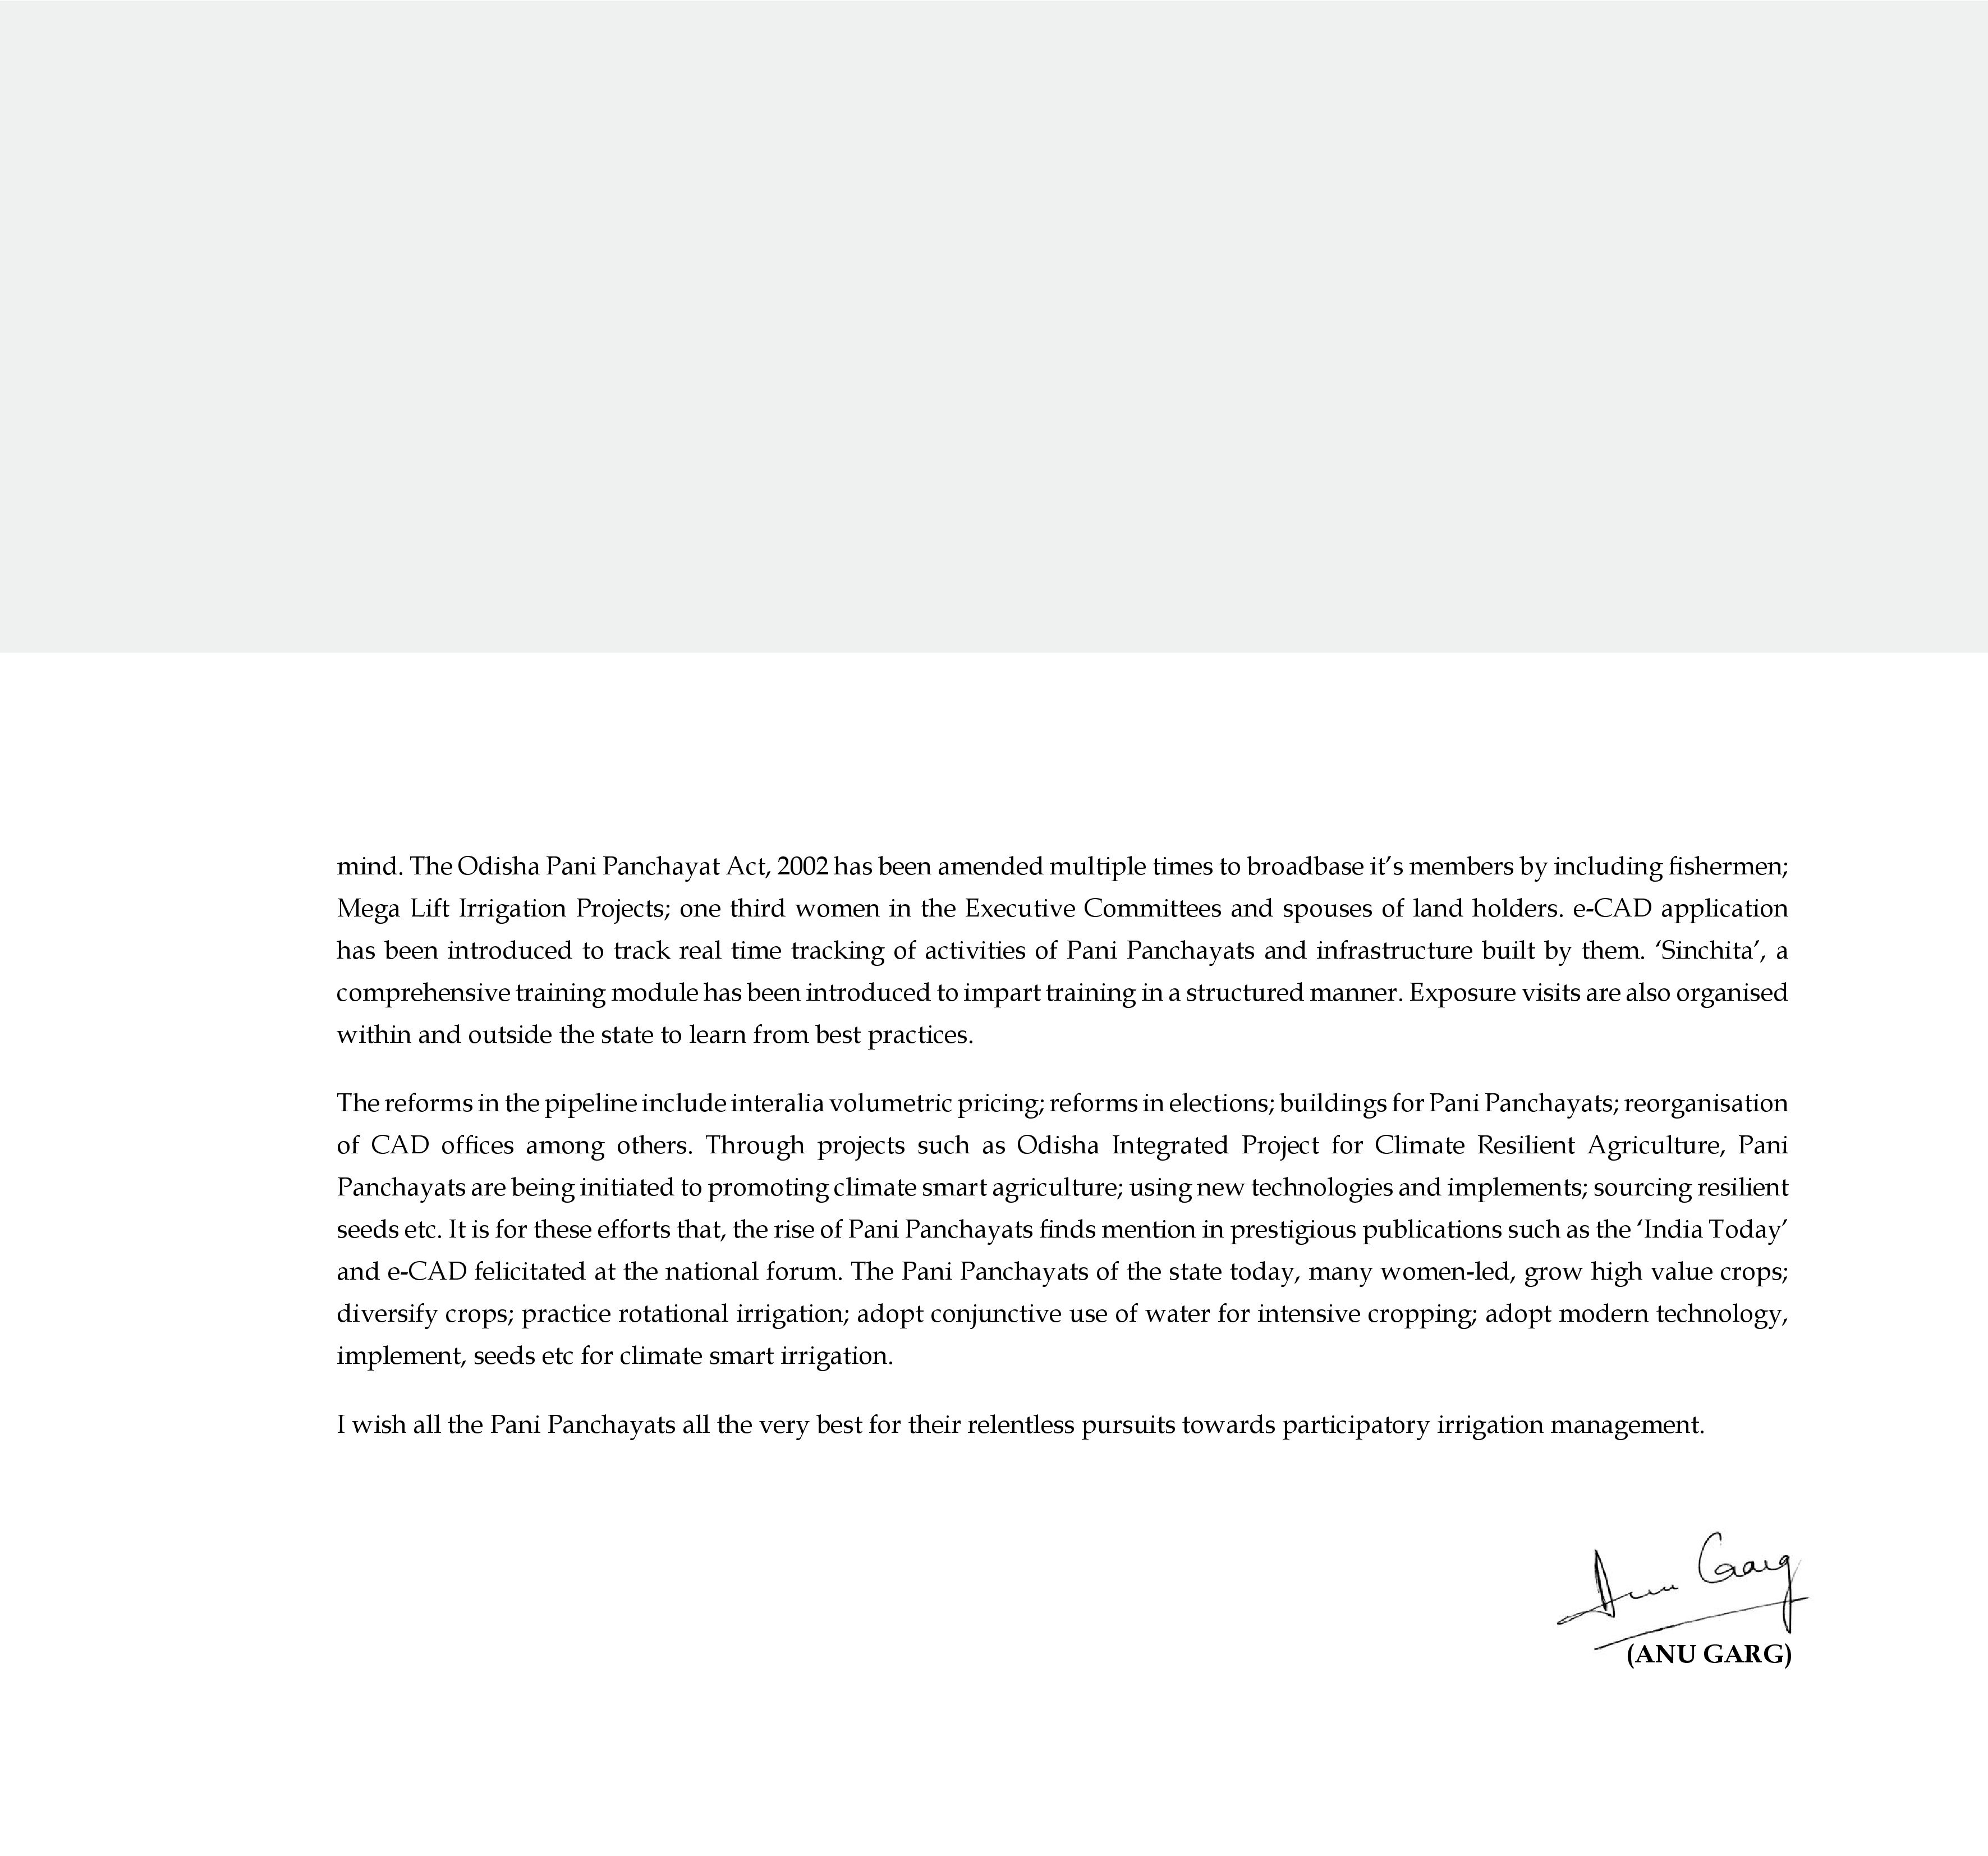 mind. The Odisha Pani Panchayat Act, 2002 has been amended multiple times to broadbase it’s members by including fishermen;
Mega Lift Irrigation Projects; one third women in the Executive Committees and spouses of land holders. e-CAD application
has been introduced to track real time tracking of activities of Pani Panchayats and infrastructure built by them. ‘Sinchita’, a
comprehensive training module has been introduced to impart training in a structured manner. Exposure visits are also organised
within and outside the state to learn from best practices.
The reforms in the pipeline include interalia volumetric pricing; reforms in elections; buildings for Pani Panchayats; reorganisation
of CAD offices among others. Through projects such as Odisha Integrated Project for Climate Resilient Agriculture, Pani
Panchayats are being initiated to promoting climate smart agriculture; using new technologies and implements; sourcing resilient
seeds etc. It is for these efforts that, the rise of Pani Panchayats finds mention in prestigious publications such as the ‘India Today’
and e-CAD felicitated at the national forum. The Pani Panchayats of the state today, many women-led, grow high value crops;
diversify crops; practice rotational irrigation; adopt conjunctive use of water for intensive cropping; adopt modern technology,
implement, seeds etc for climate smart irrigation.
I wish all the Pani Panchayats all the very best for their relentless pursuits towards participatory irrigation management.
Anu Garg
(ANU GARG)